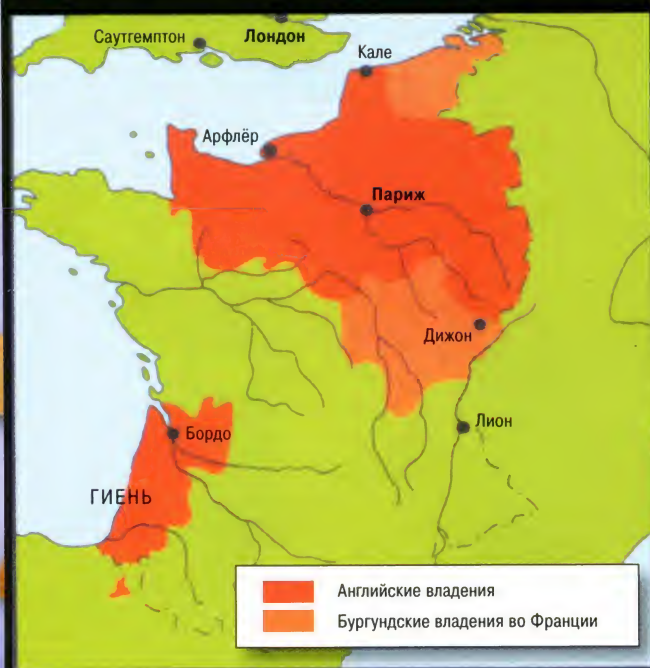 Саутгемптон
Лондон
Кале
Арфлёр
Париж
Дижон
Лион
Бордо
ГИЕНЬ
Английские владения
Бургундские владения во Франции